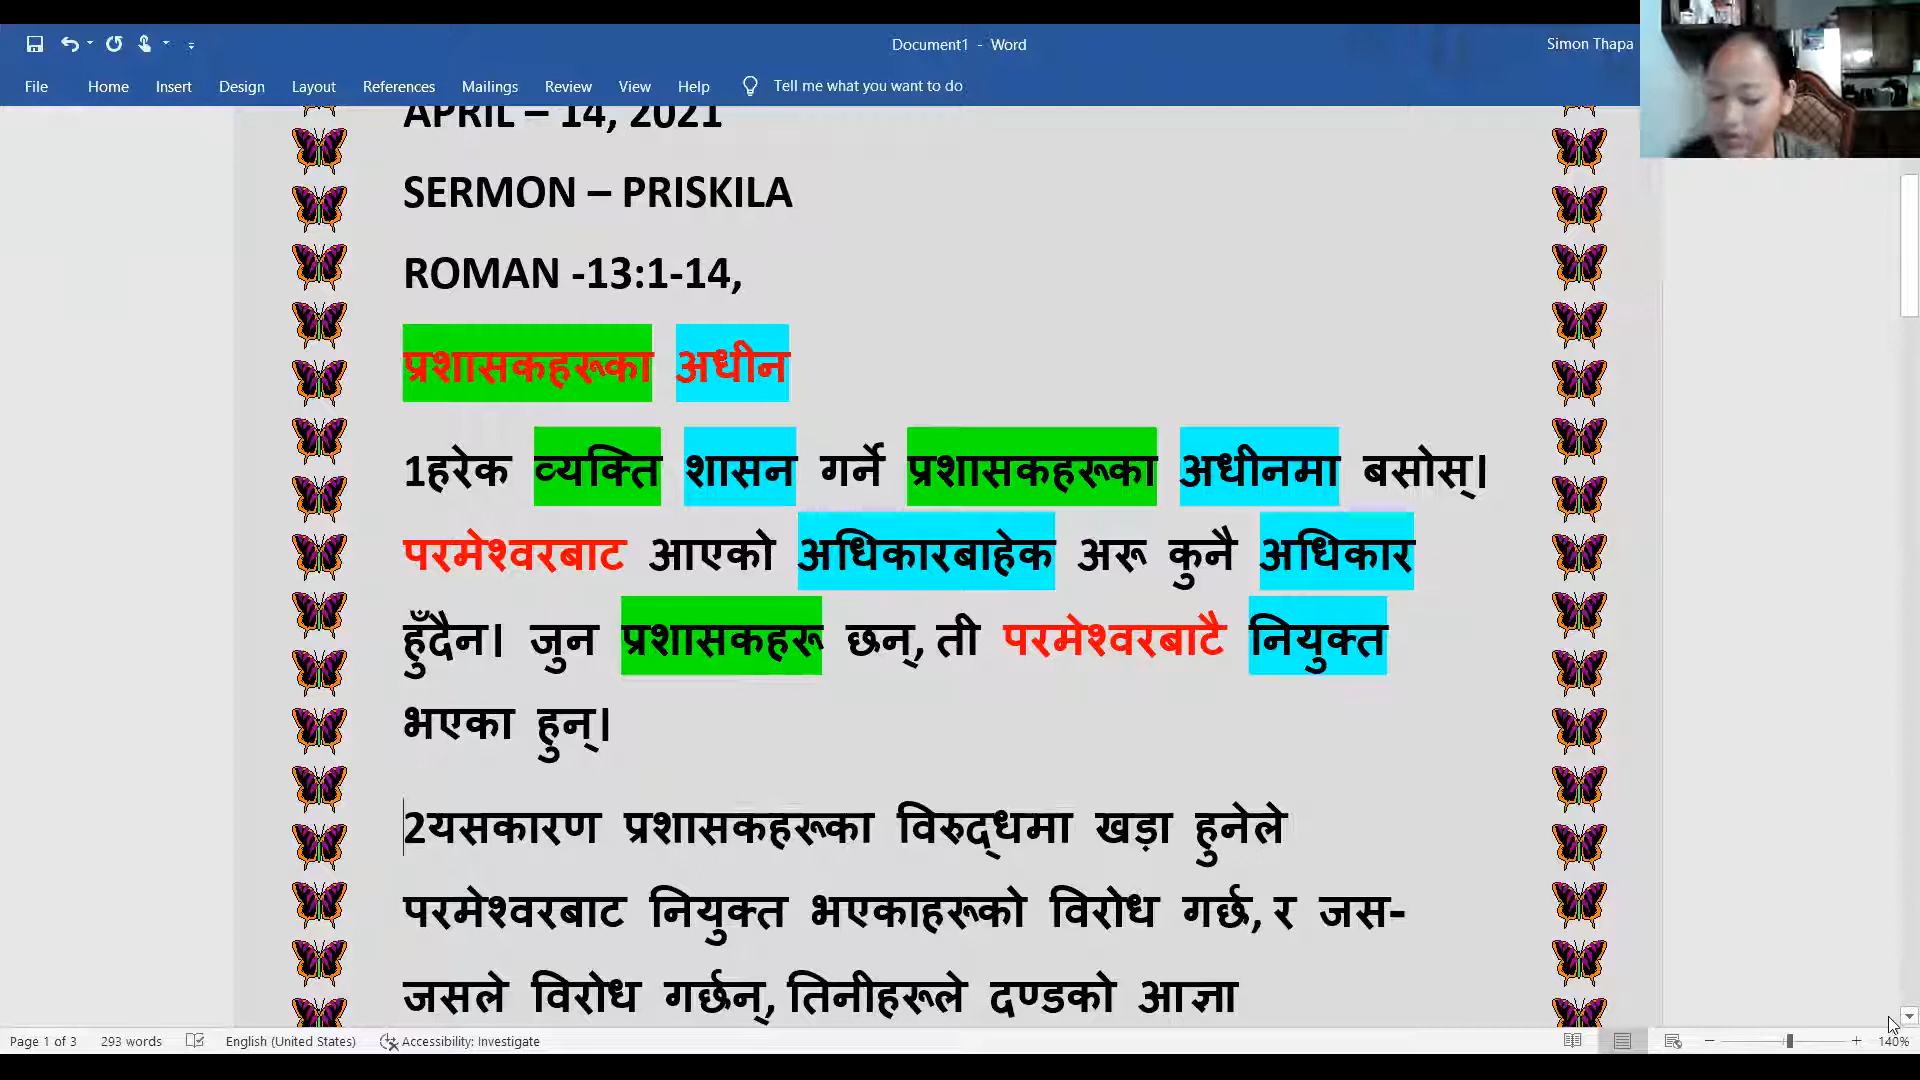 Document1 - Word
Simon Thapa
File Home Insert Design Layout References Mailings Review View Help Tell me what you want to do
APRIL – 14, 2021
SERMON – PRISKILA
ROMAN -13:1-14,
प्रशासकहरूका अधीन
1हरेक व्यक्ति शासन गर्ने प्रशासकहरूका अधीनमा बसोस्।
परमेश्वरबाट आएको अधिकारबाहेक अरू कुनै अधिकार
हुँदैन। जुन प्रशासकहरू छन्, ती परमेश्वरबाटै नियुक्त
भएका हुन्।
2यसकारण प्रशासकहरूका विरुद्धमा खड़ा हुनेले
परमेश्वरबाट नियुक्त भएकाहरूको विरोध गर्छ, र जस-
जसले विरोध गर्छन्, तिनीहरूले दण्डको आज्ञा
Page 1 of 3 293 words English (United States) Accessibility: Investigate 140%